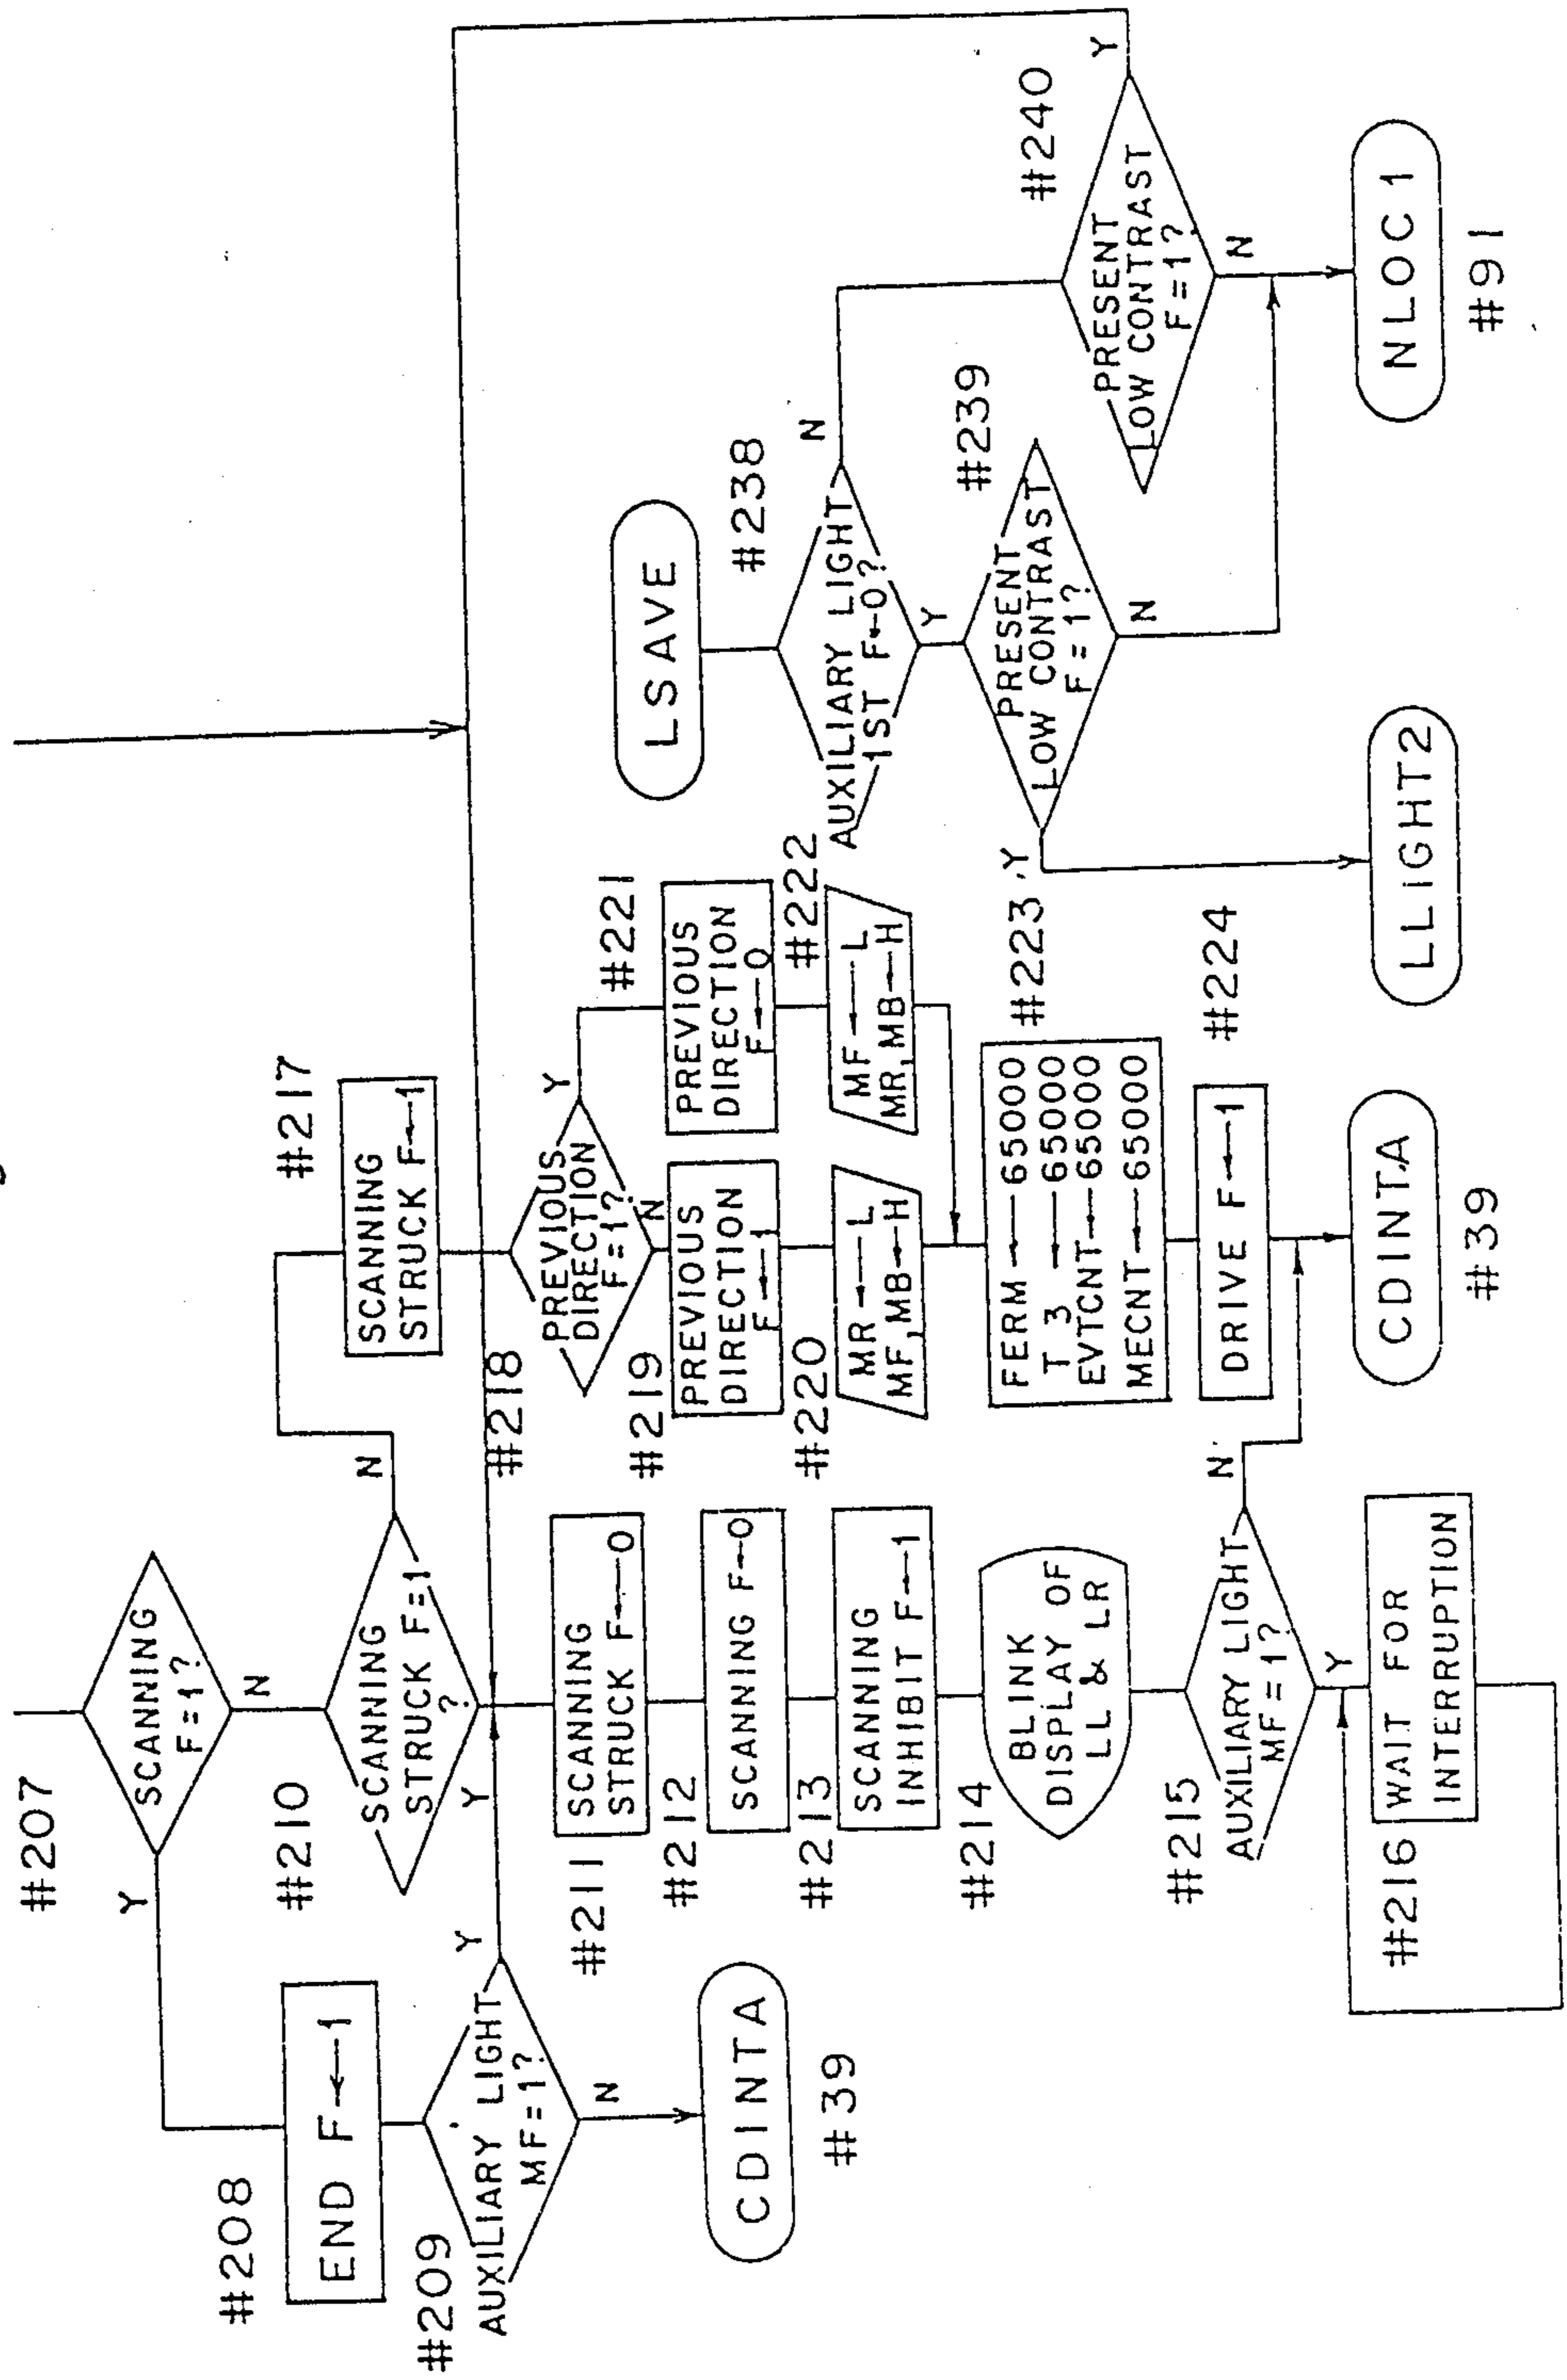 #207
SCANNING
F=1?
Y
N
#208
END F←1
#209
AUXILIARY LIGHT
MF=1?
Y
N
CDINTA
#39
#210
SCANNING
STRUCK F=1
?
Y
N
#211
SCANNING
STRUCK F←0
#212
SCANNING F←0
#213
SCANNING
INHIBIT F←1
#214
BLINK
DISPLAY OF
LL & LR
#215
AUXILIARY LIGHT
MF=1?
N
Y
#216
WAIT FOR
INTERRUPTION
#217
SCANNING
STRUCK F←1
#218
PREVIOUS
DIRECTION
F=1?
Y
N
#219
PREVIOUS
DIRECTION
F←1
#220
MR←L
MF,MB←H
#221
PREVIOUS
DIRECTION
F←0
#222
MF←L
MR,MB←H
#223
FERM←65000
T3←65000
EVTCNT←65000
MECNT←65000
#224
DRIVE F←1
CDINTA
#39
LSAVE
#238
AUXILIARY LIGHT
1ST F←0?
N
Y
#239
PRESENT
LOW CONTRAST
F=1?
Y
N
LLIGHT2
#240
PRESENT
LOW CONTRAST
F=1?
Y
N
NLOC1
#91